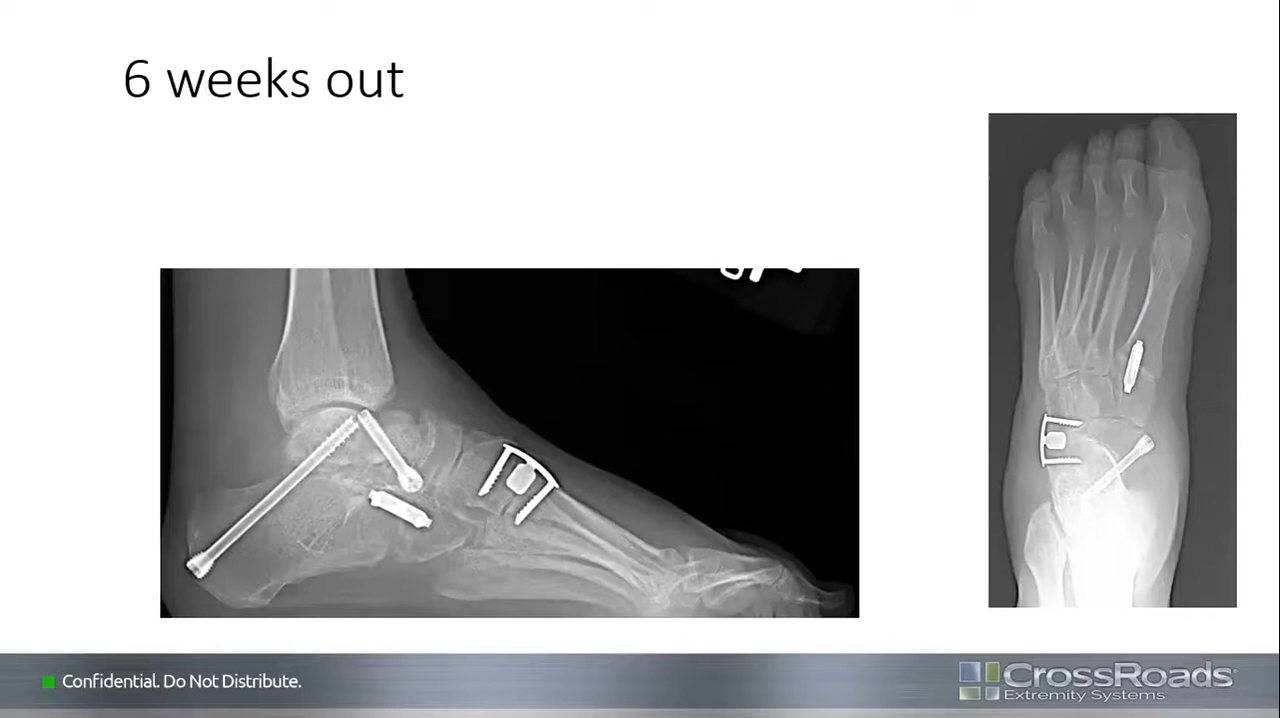 6 weeks out
Confidential. Do Not Distribute.
CrossRoads
Extremity Systems